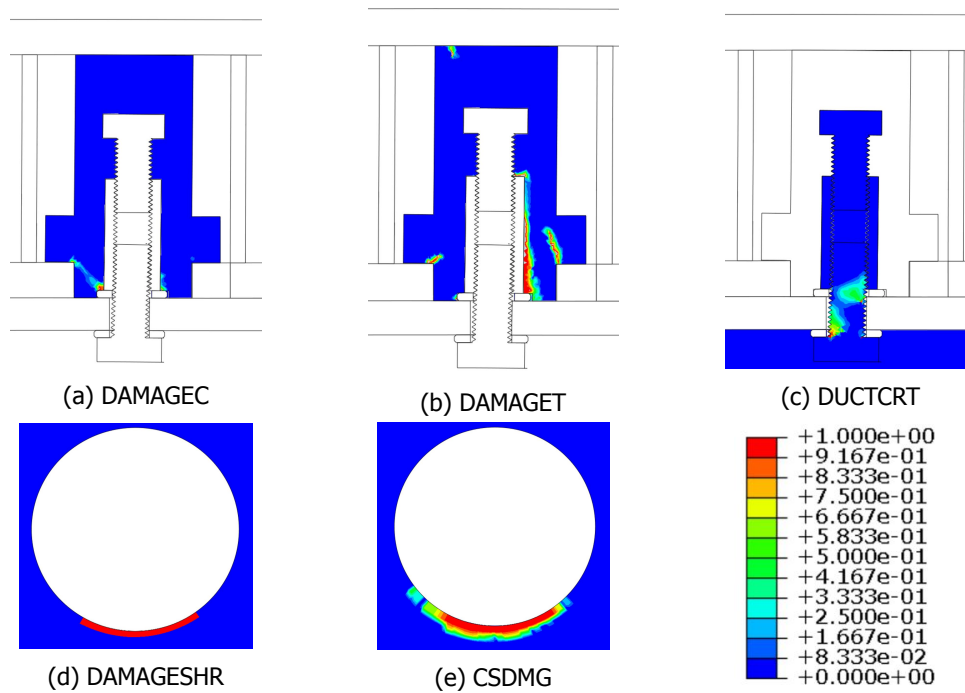 (a) DAMAGEC
(b) DAMAGET
(c) DUCTCRT
(d) DAMAGESHR
(e) CSDMG
+1.000e+00
+9.167e-01
+8.333e-01
+7.500e-01
+6.667e-01
+5.833e-01
+5.000e-01
+4.167e-01
+3.333e-01
+2.500e-01
+1.667e-01
+8.333e-02
+0.000e+00